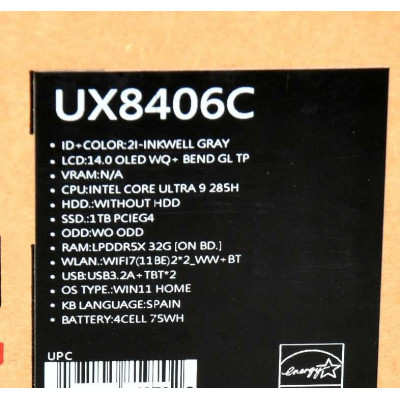 UX8406C
• ID+COLOR:2I-INKWELL GRAY
• LCD:14.0 OLED WQ+ BEND GL TP
• VRAM:N/A
• CPU:INTEL CORE ULTRA 9 285H
• HDD.:WITHOUT HDD
• SSD.:1TB PCIEG4
• ODD:WO ODD
• RAM:LPDDR5X 32G [ON BD.]
• WLAN.:WIFI7(11BE)2*2_WW+BT
• USB:USB3.2A+TBT*2
• OS TYPE.:WIN11 HOME
• KB LANGUAGE:SPAIN
• BATTERY:4CELL 75WH
UPC
energy